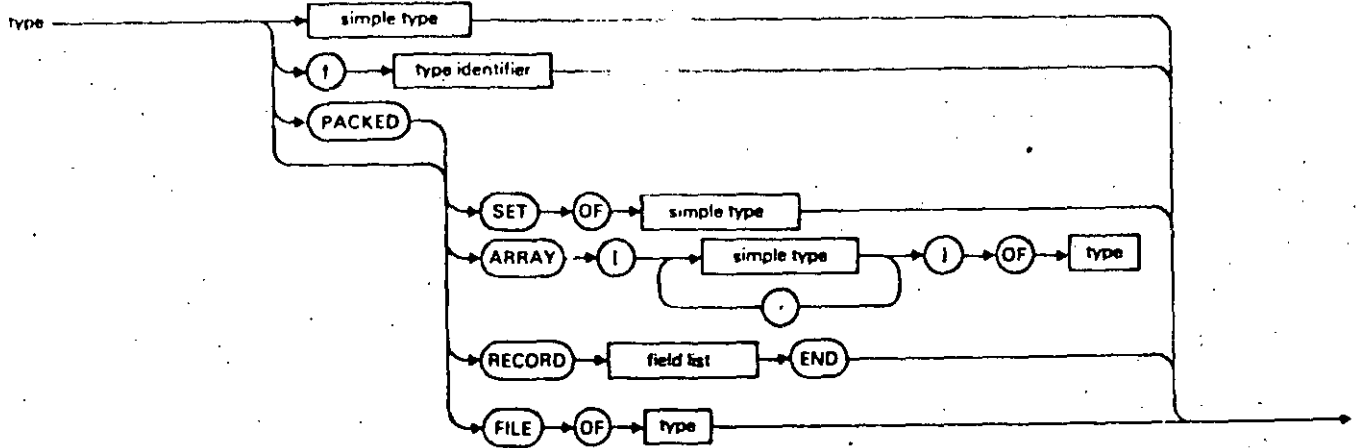 type simple type
↑ type identifier
PACKED
SET OF simple type
ARRAY [ simple type ] OF type
,
RECORD field list END
FILE OF type